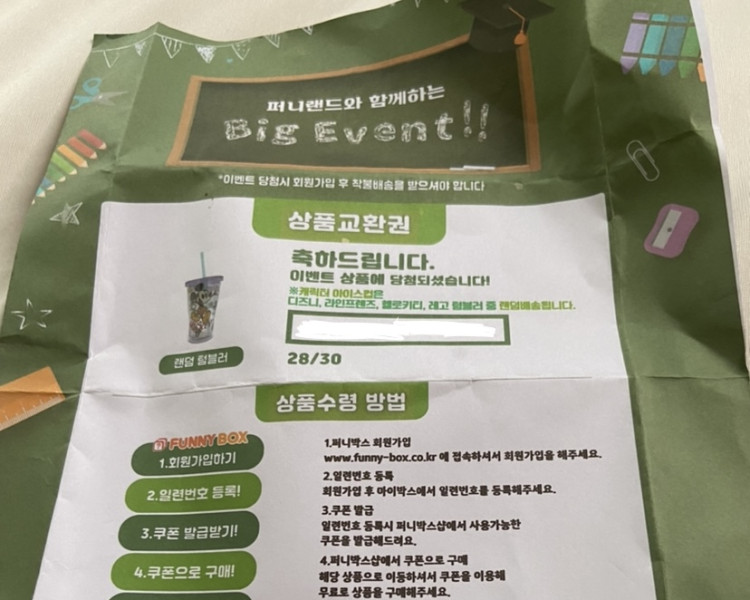 퍼니랜드와 함께하는
Big Event!!
*이벤트 당첨시 회원가입 후 착불배송을 받으셔야 합니다
상품교환권
축하드립니다.
이벤트 상품에 당첨되셨습니다!
※캐릭터 아이스컵은
디즈니, 라인프렌즈, 헬로키티, 레고 텀블러 중 랜덤배송됩니다.
랜덤 텀블러
28/30
상품수령 방법
FUNNY BOX
1.회원가입하기
1.퍼니박스 회원가입
www.funny-box.co.kr 에 접속하셔서 회원가입을 해주세요.
2.일련번호 등록!
2.일련번호 등록
회원가입 후 마이박스에서 일련번호를 등록해주세요.
3.쿠폰 발급받기!
3.쿠폰 발급
일련번호 등록시 퍼니박스샵에서 사용가능한
쿠폰을 발급해드려요.
4.쿠폰으로 구매!
4.퍼니박스샵에서 쿠폰으로 구매
해당 상품으로 이동하셔서 쿠폰을 이용해
무료로 상품을 구매해주세요.